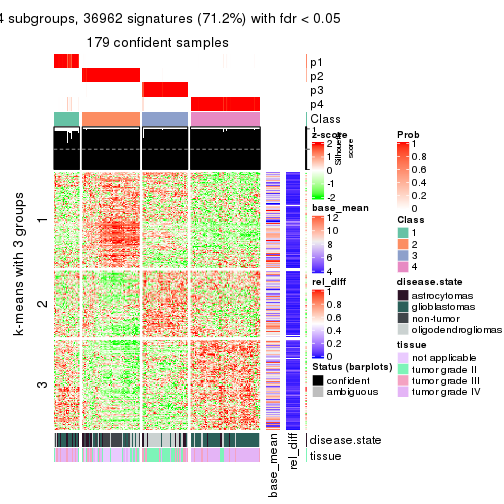 4 subgroups, 36962 signatures (71.2%) with fdr < 0.05
179 confident samples
p1
p2
p3
p4
Class
1
Silhouette
score
k-means with 3 groups
1
2
3
disease.state
tissue
base_mean
rel_diff
z-score
2
1
0
-1
-2
base_mean
12
10
8
6
4
rel_diff
1
0.8
0.6
0.4
0.2
0
Status (barplots)
confident
ambiguous
Prob
1
0.8
0.6
0.4
0.2
0
Class
1
2
3
4
disease.state
astrocytomas
glioblastomas
non-tumor
oligodendrogliomas
tissue
not applicable
tumor grade II
tumor grade III
tumor grade IV